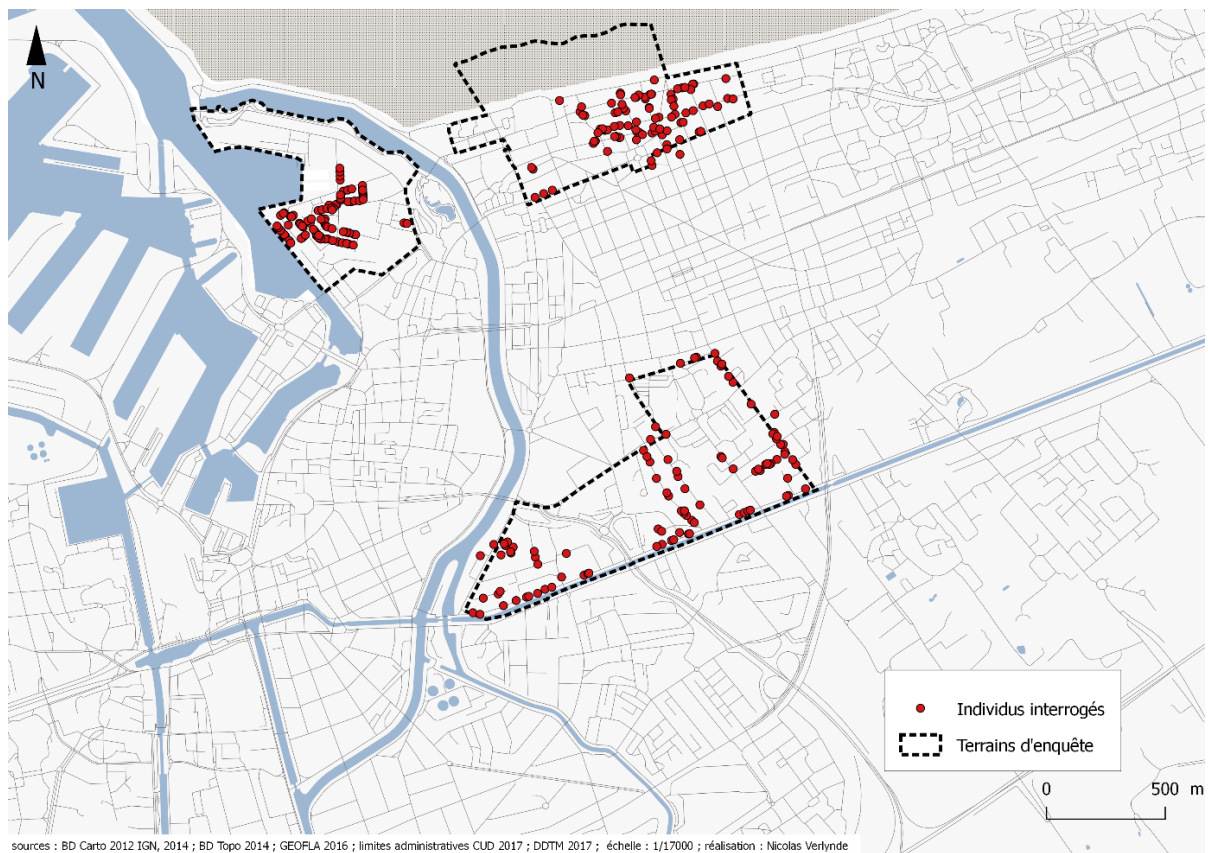 N
Individus interrogés
Terrains d'enquête
0 500 m
sources : BD Carto 2012 IGN, 2014 ; BD Topo 2014 ; GEOFLA 2016 ; limites administratives CUD 2017 ; DDTM 2017 ; échelle : 1/17000 ; réalisation : Nicolas Verlynde